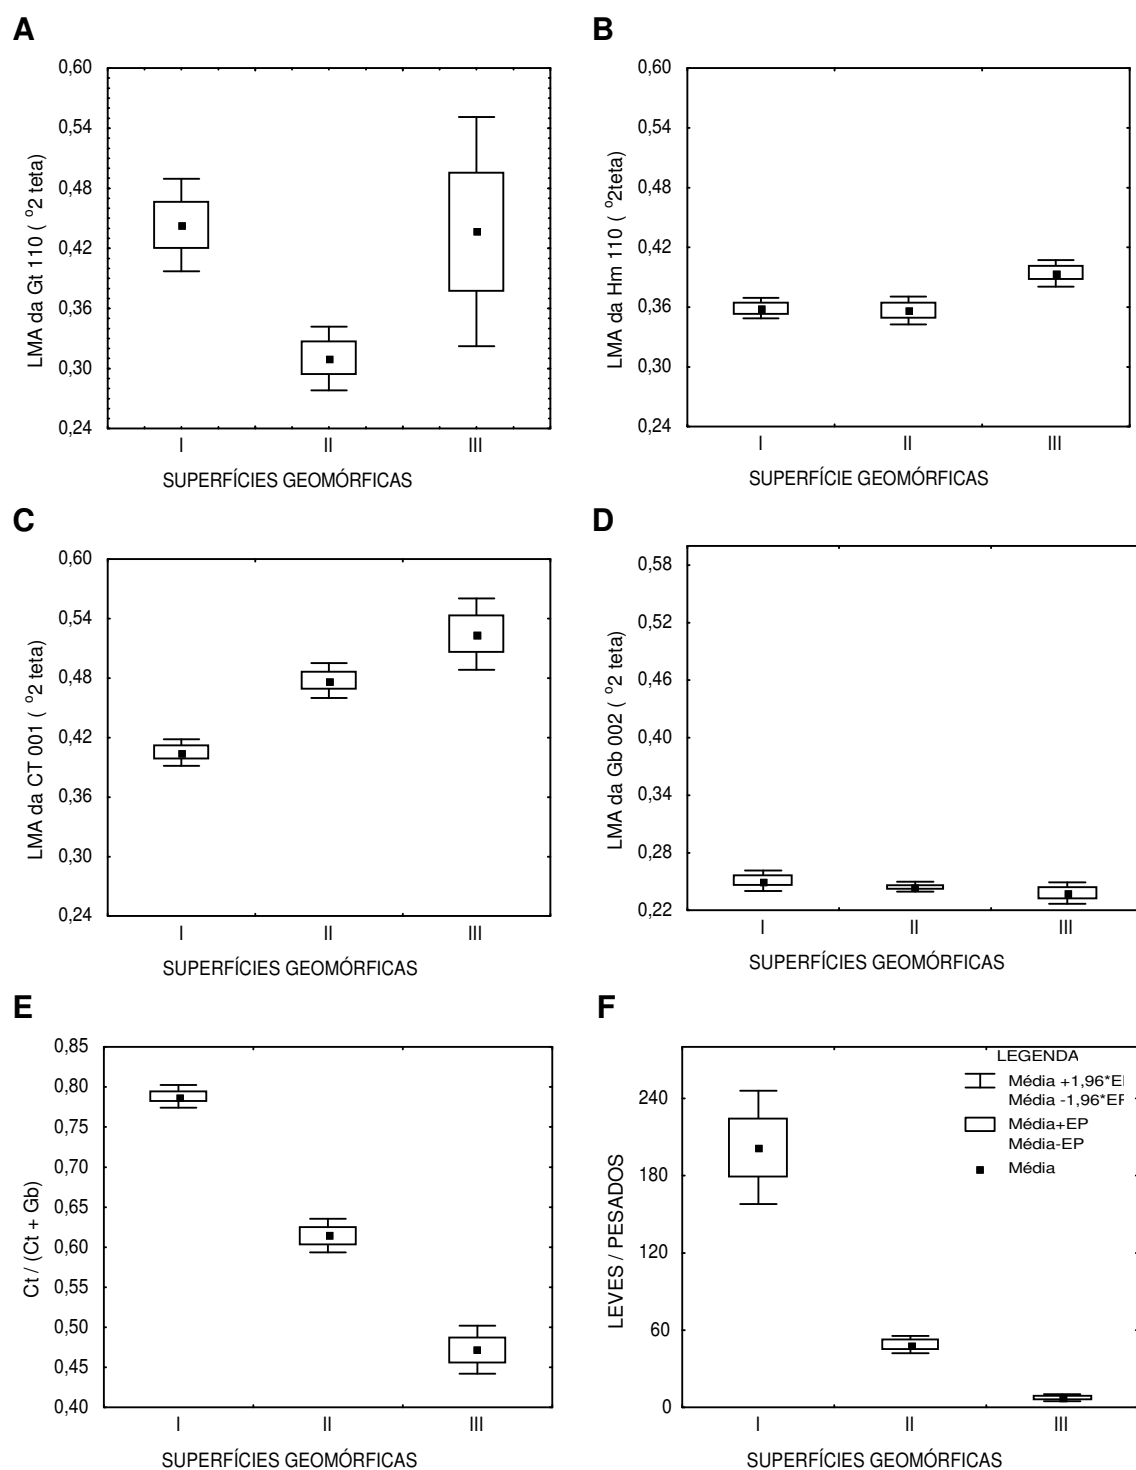 A
LMA da Gt 110 ( º2 teta)
0,60
0,54
0,48
0,42
0,36
0,30
0,24
I II III
SUPERFÍCIES GEOMÓRFICAS
B
LMA da Hm 110 ( º2teta)
0,60
0,54
0,48
0,42
0,36
0,30
0,24
I II III
SUPERFÍCIE GEOMÓRFICAS
C
LMA da CT 001 ( º2 teta)
0,60
0,54
0,48
0,42
0,36
0,30
0,24
I II III
SUPERFÍCIES GEOMÓRFICAS
D
LMA da Gb 002 ( º2 teta)
0,58
0,52
0,46
0,40
0,34
0,28
0,22
I II III
SUPERFÍCIES GEOMÓRFICAS
E
Ct / (Ct + Gb)
0,85
0,80
0,75
0,70
0,65
0,60
0,55
0,50
0,45
0,40
I II III
SUPERFÍCIES GEOMÓRFICAS
F
LEVES / PESADOS
240
180
120
60
0
LEGENDA
Média +1,96*E
Média -1,96*E
Média+EP
Média-EP
Média
I II III
SUPERFÍCIES GEOMÓRFICAS